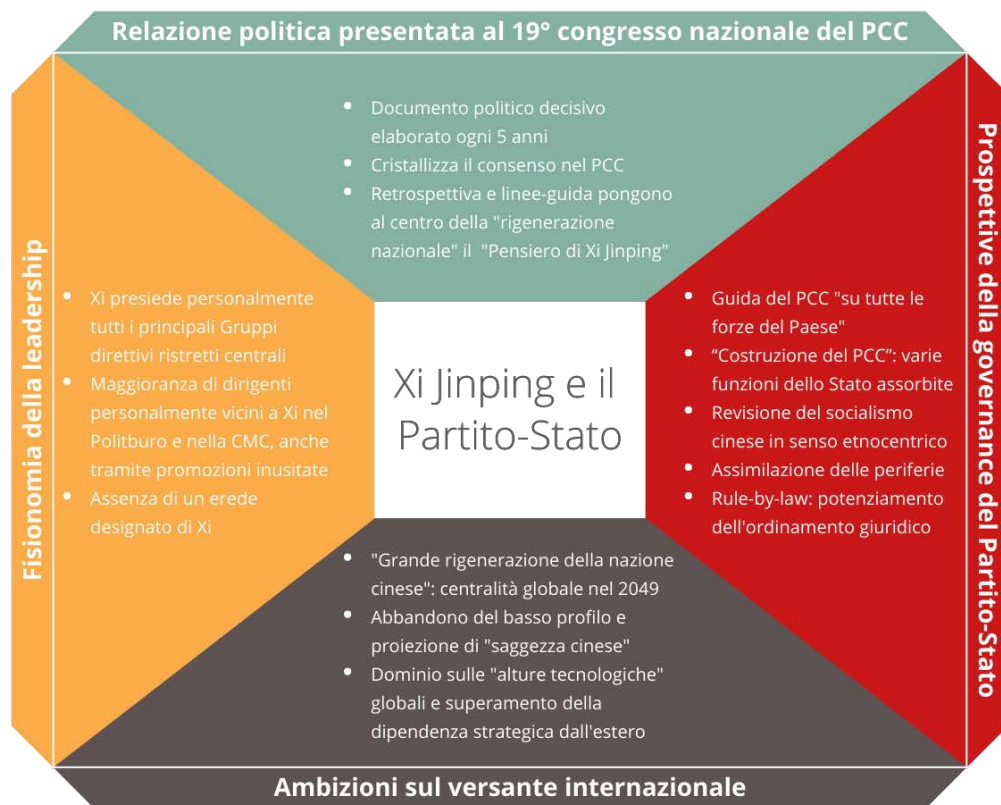 Relazione politica presentata al 19° congresso nazionale del PCC
• Documento politico decisivo
elaborato ogni 5 anni
• Cristallizza il consenso nel PCC
• Retrospettiva e linee-guida pongono
al centro della "rigenerazione
nazionale" il "Pensiero di Xi Jinping"
Fisionomia della leadership
• Xi presiede personalmente
tutti i principali Gruppi
direttivi ristretti centrali
• Maggioranza di dirigenti
personalmente vicini a Xi nel
Politburo e nella CMC, anche
tramite promozioni inusitate
• Assenza di un erede
designato di Xi
Xi Jinping e il
Partito-Stato
Prospettive della governance del Partito-Stato
• Guida del PCC "su tutte le
forze del Paese"
• “Costruzione del PCC”: varie
funzioni dello Stato assorbite
• Revisione del socialismo
cinese in senso etnocentrico
• Assimilazione delle periferie
• Rule-by-law: potenziamento
dell'ordinamento giuridico
• "Grande rigenerazione della nazione
cinese": centralità globale nel 2049
• Abbandono del basso profilo e
proiezione di "saggezza cinese"
• Dominio sulle "alture tecnologiche"
globali e superamento della
dipendenza strategica dall'estero
Ambizioni sul versante internazionale